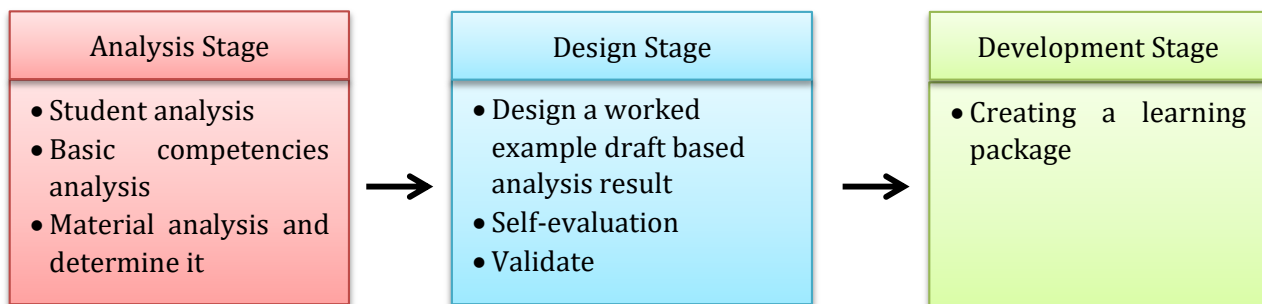 Analysis Stage
• Student analysis
• Basic competencies
analysis
• Material analysis and
determine it
Design Stage
• Design a worked
example draft based
analysis result
• Self-evaluation
• Validate
Development Stage
• Creating a learning
package